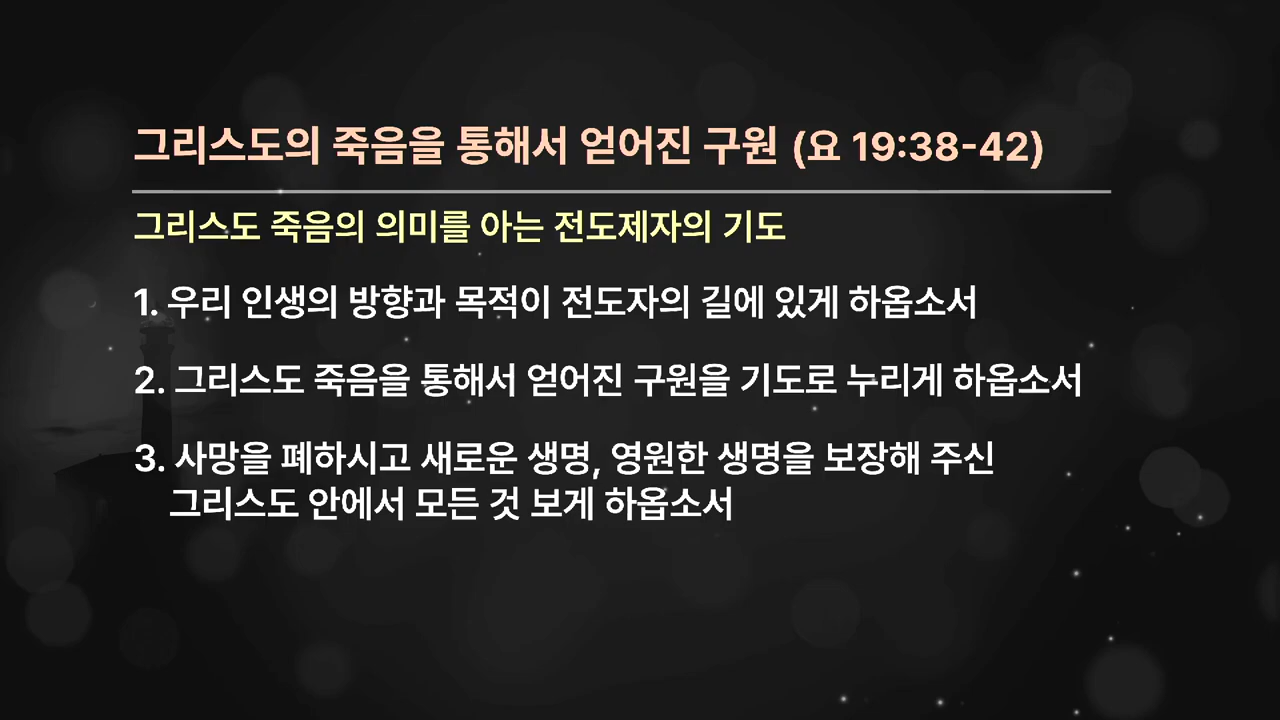 그리스도의 죽음을 통해서 얻어진 구원 (요 19:38-42)
그리스도 죽음의 의미를 아는 전도제자의 기도
1. 우리 인생의 방향과 목적이 전도자의 길에 있게 하옵소서
2. 그리스도 죽음을 통해서 얻어진 구원을 기도로 누리게 하옵소서
3. 사망을 폐하시고 새로운 생명, 영원한 생명을 보장해 주신
그리스도 안에서 모든 것 보게 하옵소서